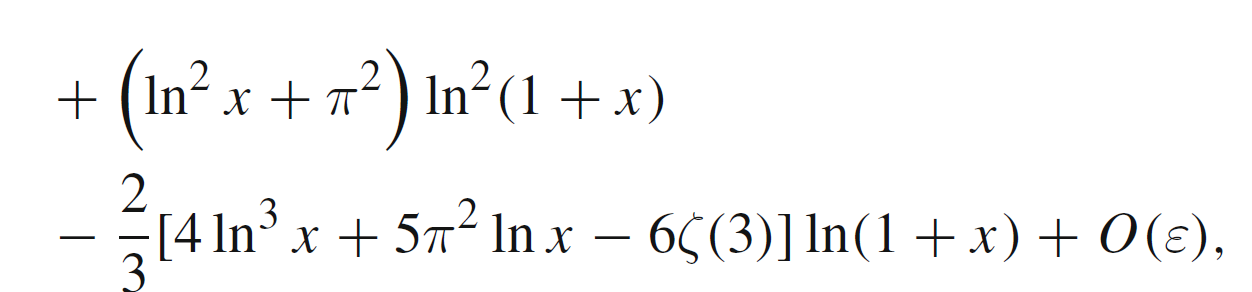 + (ln² x + π²) ln²(1 + x)
− 2/3 [4 ln³ x + 5π² ln x − 6ζ(3)] ln(1 + x) + O(ε),